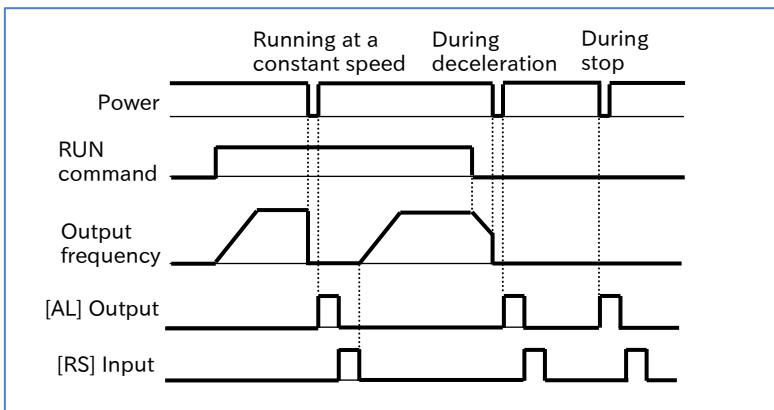 Running at a
constant speed
During
deceleration
During
stop
Power
RUN
command
Output
frequency
[AL] Output
[RS] Input